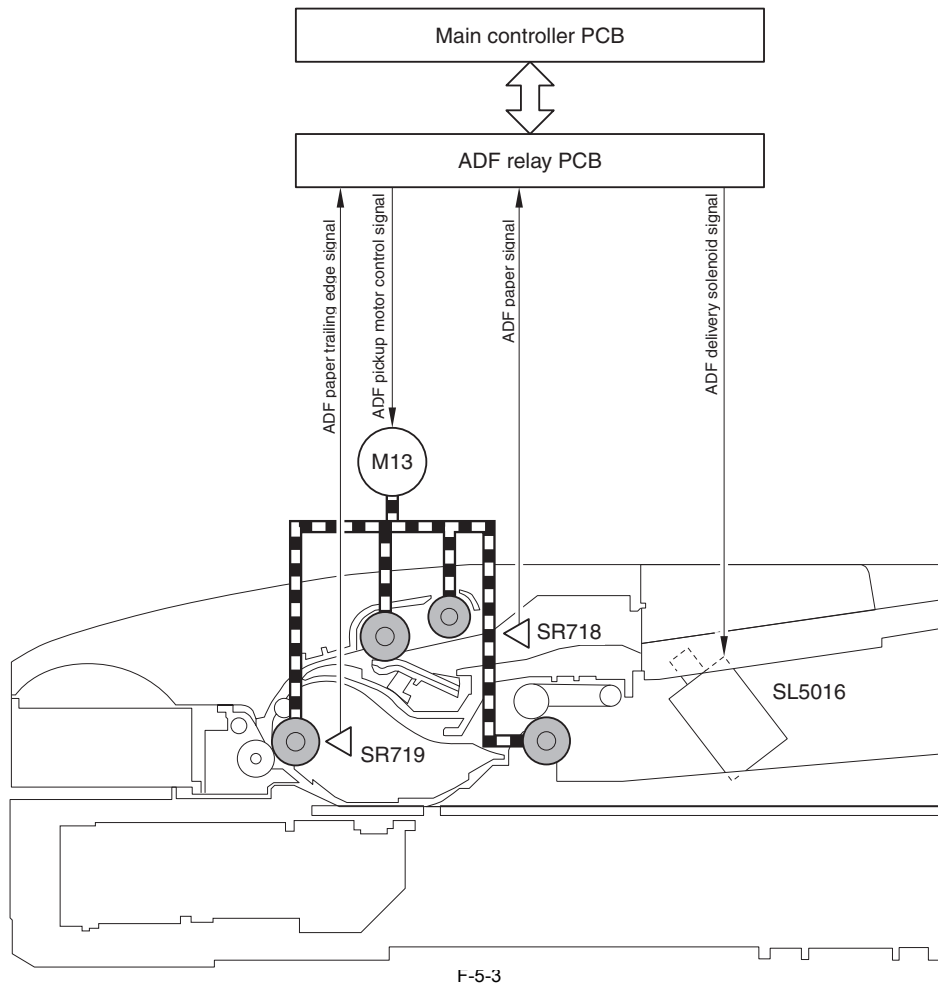 Main controller PCB
ADF relay PCB
ADF paper trailing edge signal
ADF pickup motor control signal
ADF paper signal
ADF delivery solenoid signal
M13
SR718
SL5016
SR719
F-5-3